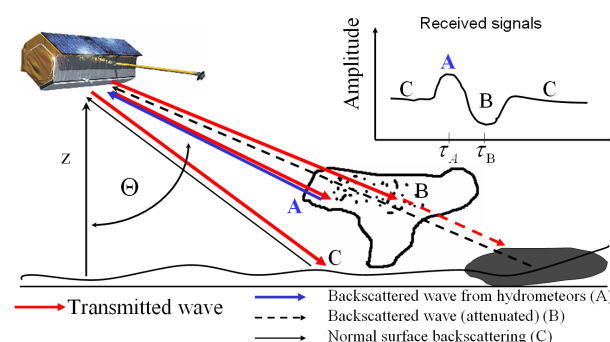 Received signals
Amplitude
A
C
B
C
τA
τB
z
Θ
B
A
C
Transmitted wave
Backscattered wave from hydrometeors (A)
Backscattered wave (attenuated) (B)
Normal surface backscattering (C)